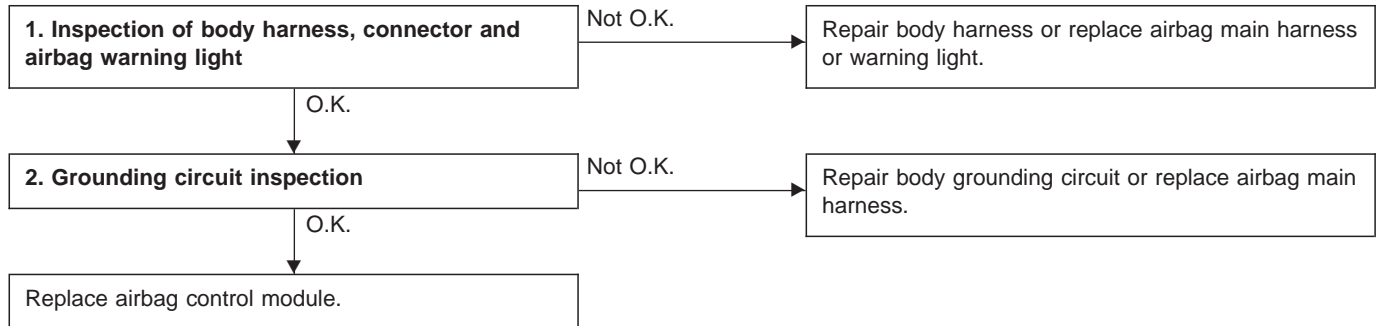 1. Inspection of body harness, connector and
airbag warning light
Not O.K.
Repair body harness or replace airbag main harness
or warning light.
O.K.
2. Grounding circuit inspection
Not O.K.
Repair body grounding circuit or replace airbag main
harness.
O.K.
Replace airbag control module.